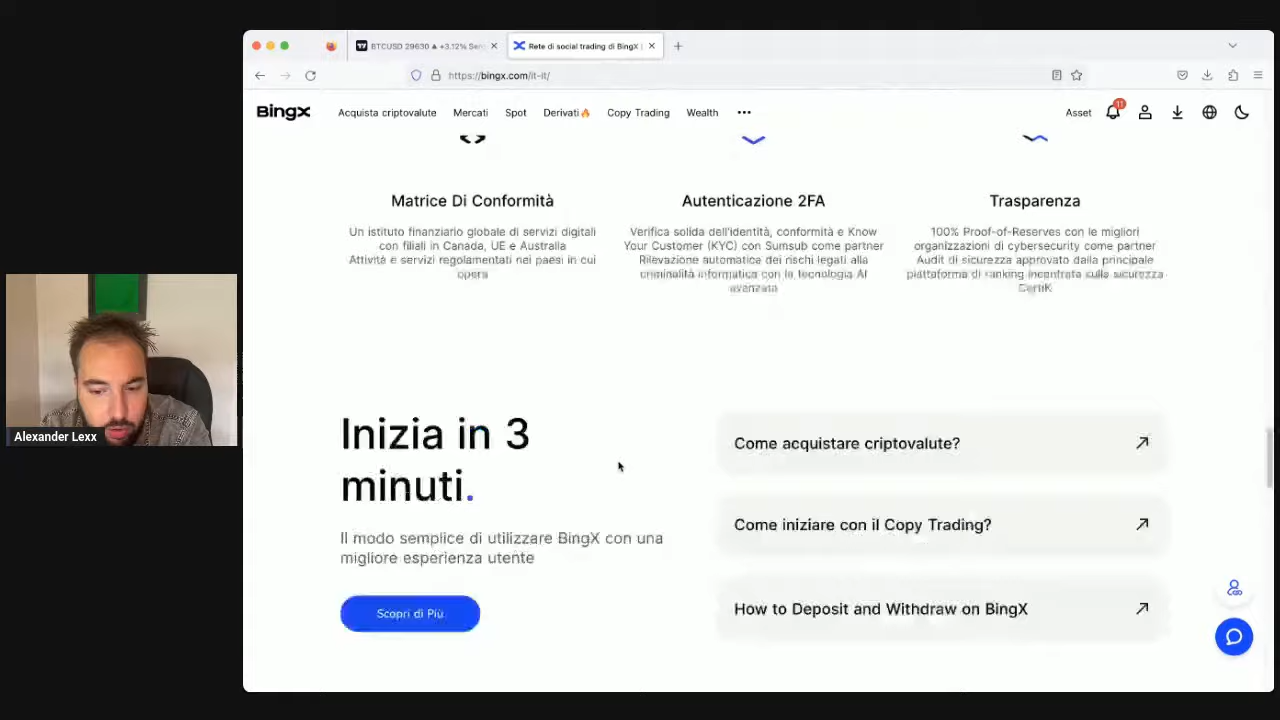 BTCUSD 29630 ▲ +3.12% Sen
Rete di social trading di BingX |
https://bingx.com/it-it/
BingX
Acquista criptovalute
Mercati
Spot
Derivati🔥
Copy Trading
Wealth
•••
Asset
11
Matrice Di Conformità
Un istituto finanziario globale di servizi digitali
con filiali in Canada, UE e Australia
Attività e servizi regolamentati nei paesi in cui
opera
Autenticazione 2FA
Verifica solida dell'identità, conformità e Know
Your Customer (KYC) con Sumsub come partner
Rilevazione automatica dei rischi legati alla
criminalità informatica con la tecnologia AI
avanzata
Trasparenza
100% Proof-of-Reserves con le migliori
organizzazioni di cybersecurity come partner
Audit di sicurezza approvato dalla principale
piattaforma di ranking incentrata sulla sicurezza
CertiK
Inizia in 3
minuti.
Il modo semplice di utilizzare BingX con una
migliore esperienza utente
Scopri di Più
Come acquistare criptovalute?
Come iniziare con il Copy Trading?
How to Deposit and Withdraw on BingX
Alexander Lexx